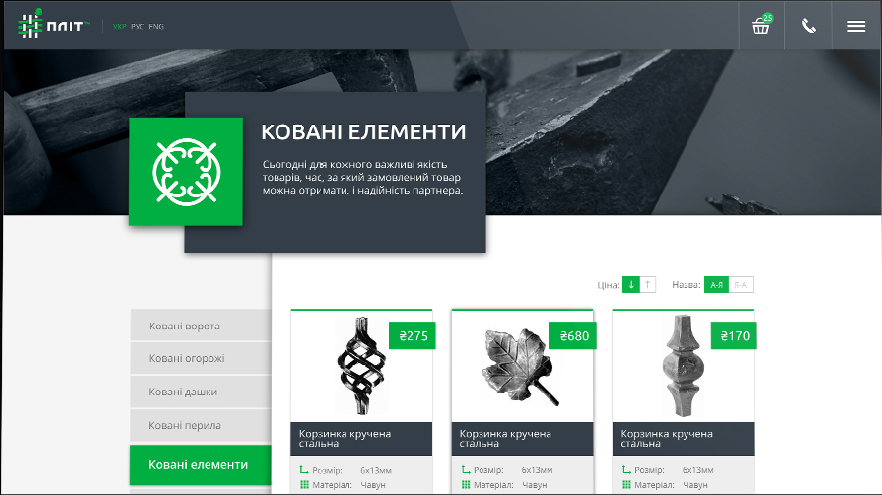 ПЛІТ
УКР РУС ENG
25
КОВАНІ ЕЛЕМЕНТИ
Сьогодні для кожного важливі якість
товарів, час, за який замовлений товар
можна отримати. і надійність партнера.
Ціна: ↓ ↑ Назва: А-Я Я-А
Ковані ворота
Ковані огорожі
Ковані дашки
Ковані перила
Ковані елементи
₴275
Корзинка кручена
стальна
Розмір: 6х13мм
Матеріал: Чавун
₴680
Корзинка кручена
стальна
Розмір: 6х13мм
Матеріал: Чавун
₴170
Корзинка кручена
стальна
Розмір: 6х13мм
Матеріал: Чавун